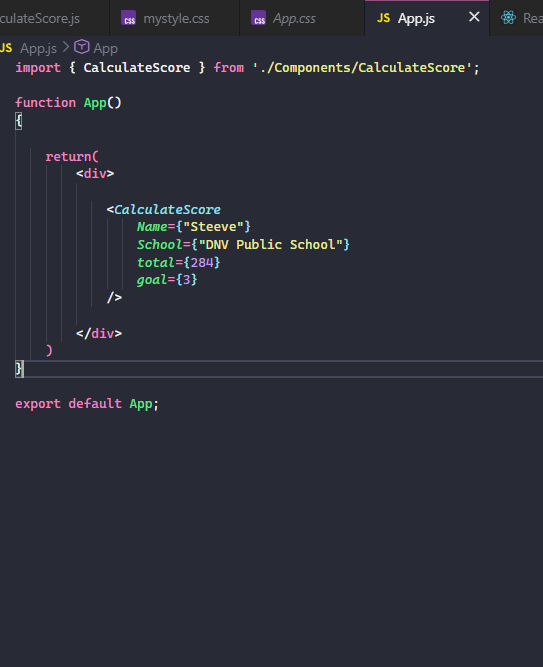 culateScore.js mystyle.css App.css JS App.js Rea
JS App.js > App
import { CalculateScore } from './Components/CalculateScore';
function App()
{
return(
<div>
<CalculateScore
Name={"Steeve"}
School={"DNV Public School"}
total={284}
goal={3}
/>
</div>
)
}
export default App;